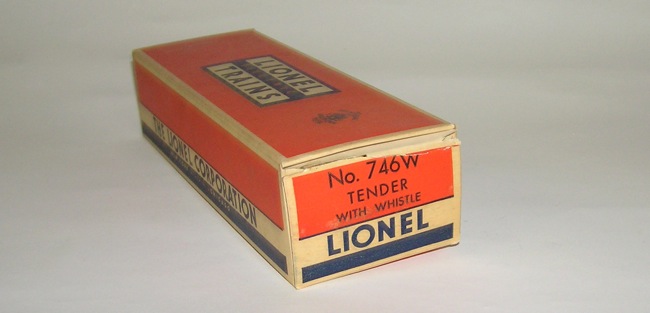 LIONEL
TRAINS
THE LIONEL CORPORATION
No. 746W
TENDER
WITH WHISTLE
LIONEL